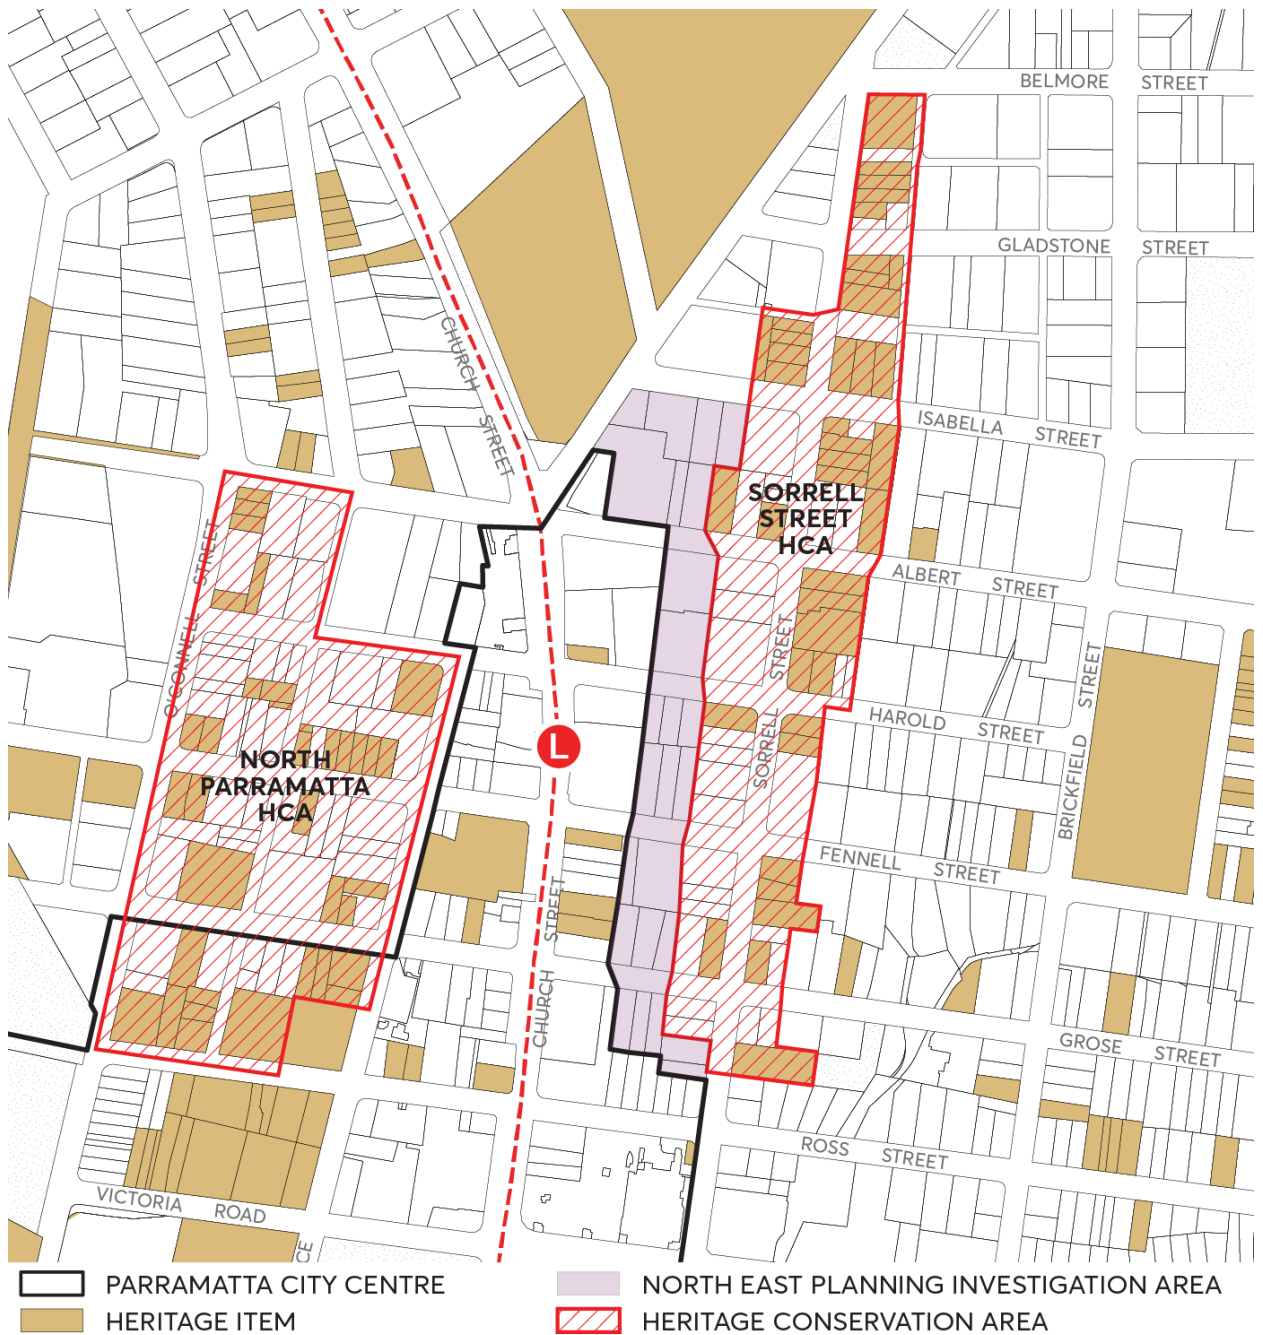 BELMORE STREET
GLADSTONE STREET
CHURCH STREET
ISABELLA STREET
SORRELL
STREET
HCA
O'CONNELL STREET
ALBERT STREET
SORRELL STREET
BRICKFIELD STREET
HAROLD STREET
L
NORTH
PARRAMATTA
HCA
FENNELL STREET
CHURCH STREET
GROSE STREET
ROSS STREET
VICTORIA ROAD
CE
PARRAMATTA CITY CENTRE
NORTH EAST PLANNING INVESTIGATION AREA
HERITAGE ITEM
HERITAGE CONSERVATION AREA